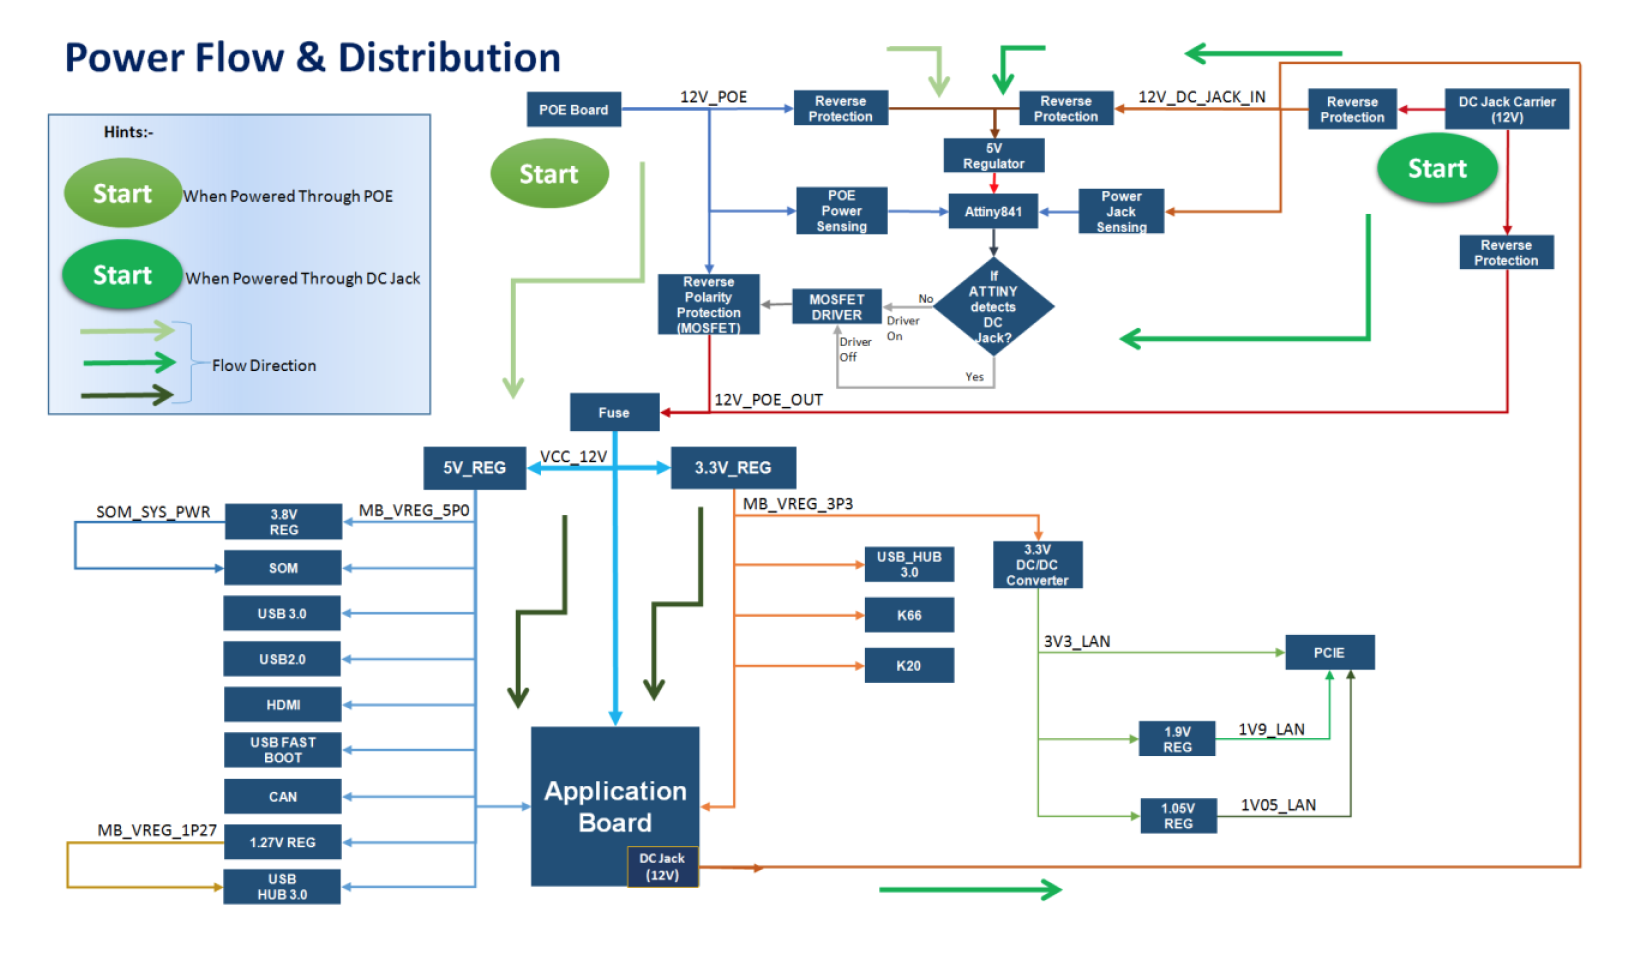 Power Flow & Distribution
Hints:-
Start
When Powered Through POE
Start
When Powered Through DC Jack
Flow Direction
POE Board
12V_POE
Reverse
Protection
Reverse
Protection
12V_DC_JACK_IN
Reverse
Protection
DC Jack Carrier
(12V)
Start
Start
5V
Regulator
POE
Power
Sensing
Attiny841
Power
Jack
Sensing
Reverse
Protection
Reverse
Polarity
Protection
(MOSFET)
MOSFET
DRIVER
No
Driver
On
If
ATTINY
detects
DC
Jack?
Driver
Off
Yes
12V_POE_OUT
Fuse
5V_REG
VCC_12V
3.3V_REG
SOM_SYS_PWR
3.8V
REG
MB_VREG_5P0
MB_VREG_3P3
SOM
USB 3.0
USB2.0
HDMI
USB FAST
BOOT
CAN
MB_VREG_1P27
1.27V REG
USB
HUB 3.0
USB_HUB
3.0
K66
K20
3.3V
DC/DC
Converter
3V3_LAN
PCIE
1.9V
REG
1V9_LAN
1.05V
REG
1V05_LAN
Application
Board
DC Jack
(12V)